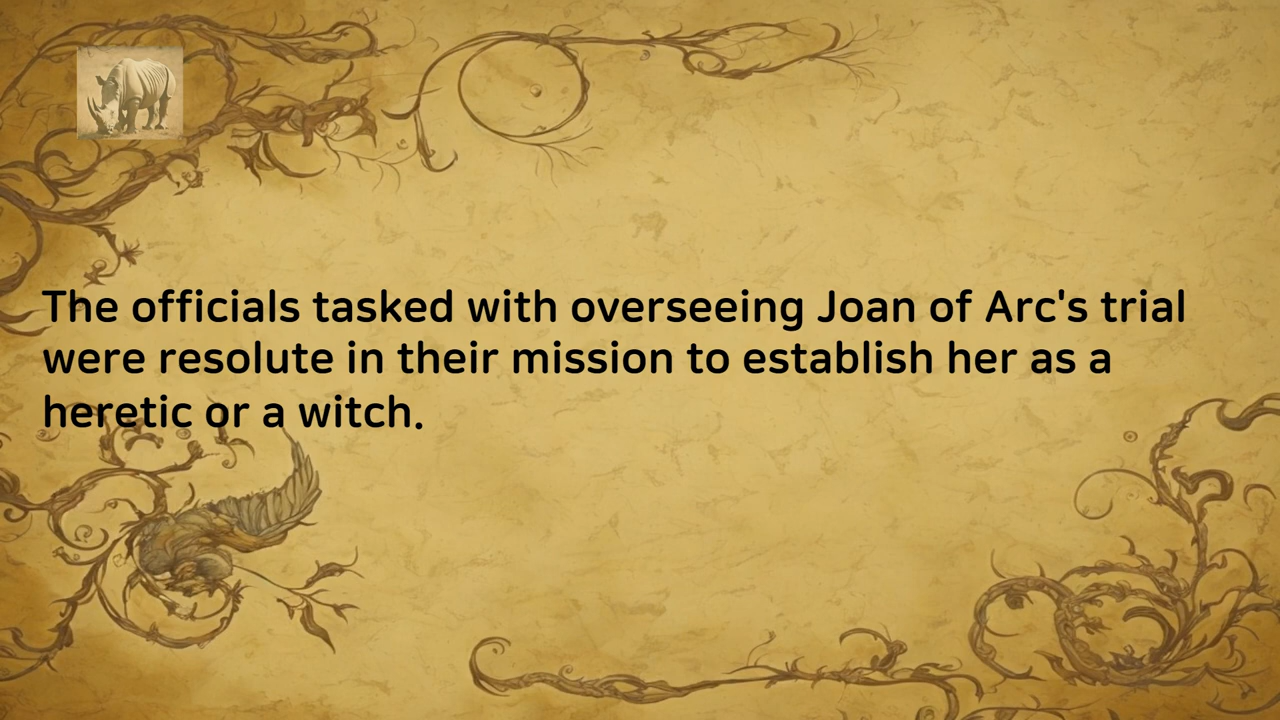 The officials tasked with overseeing Joan of Arc's trial
were resolute in their mission to establish her as a
heretic or a witch.